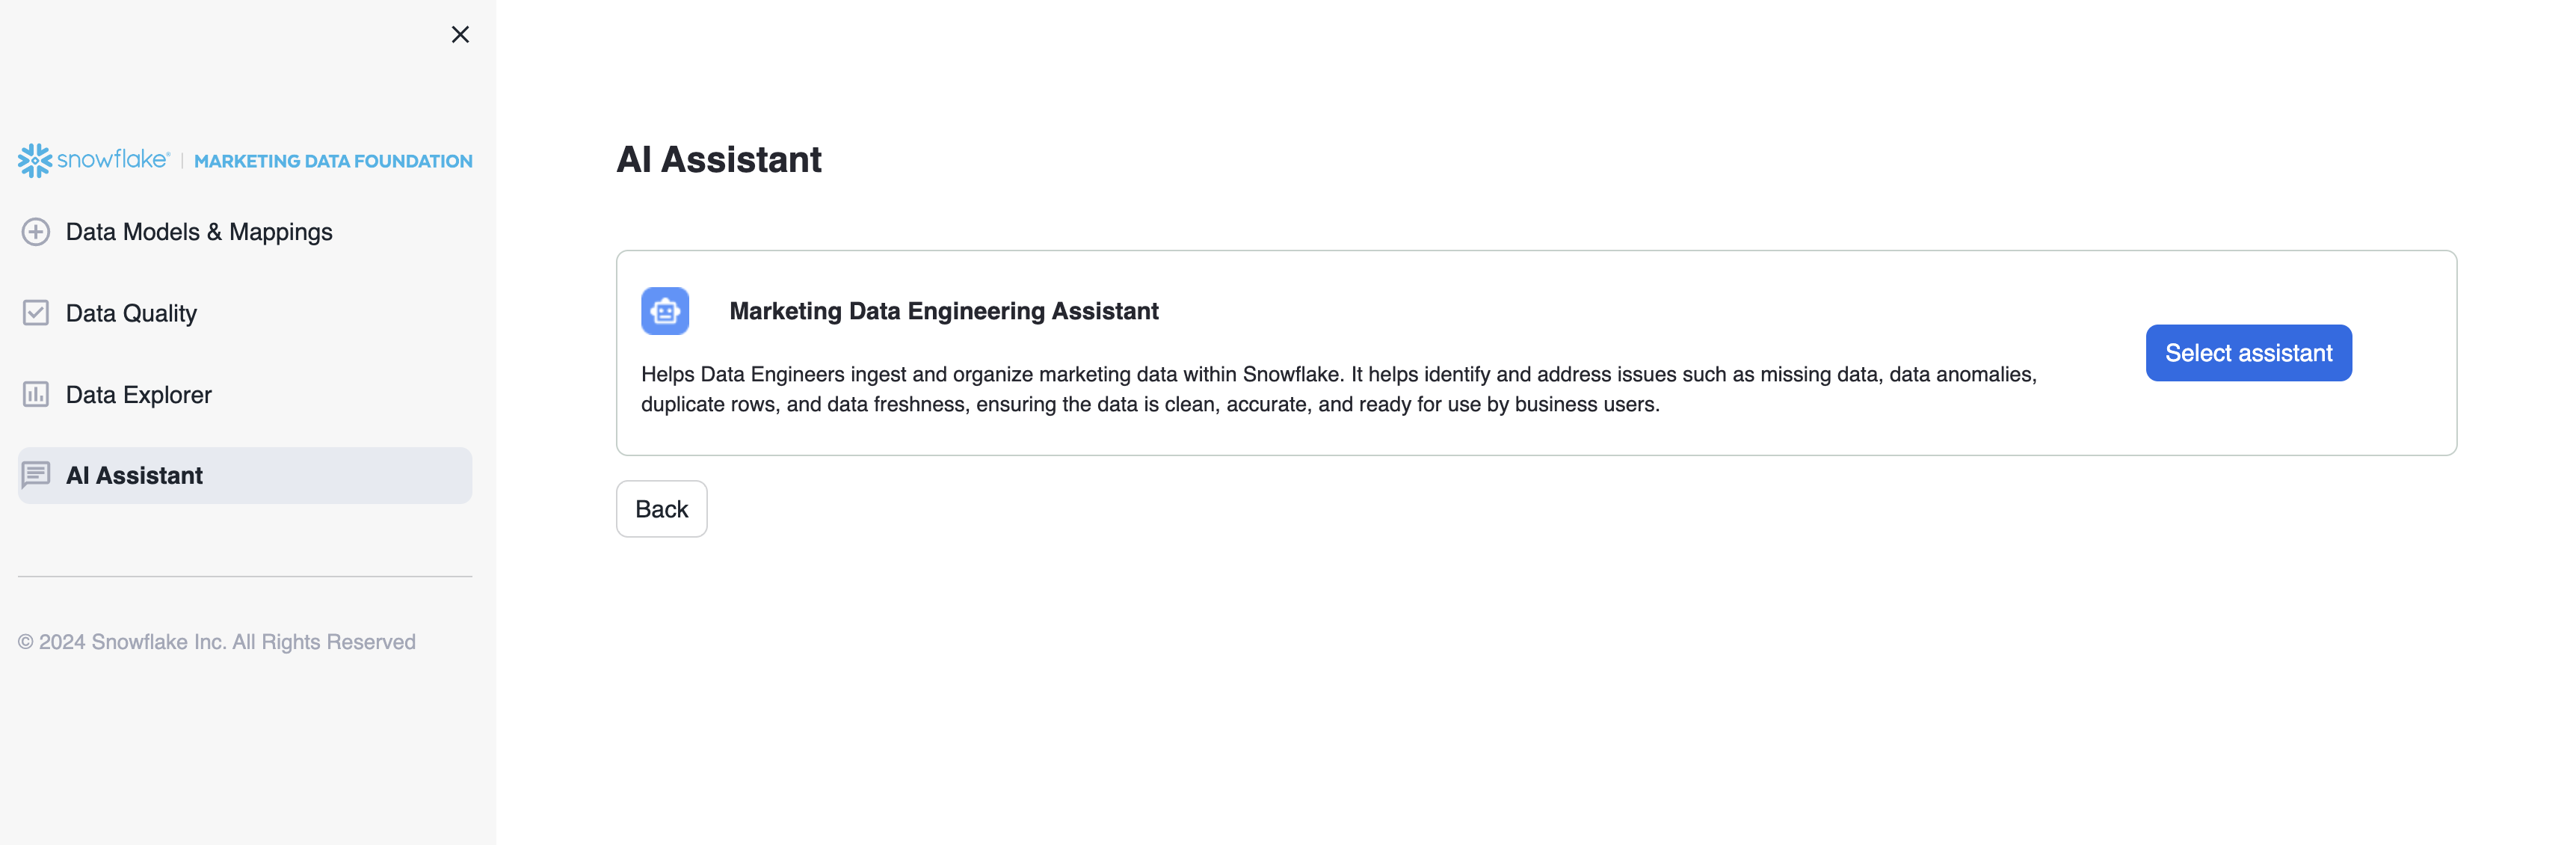 snowflake® | MARKETING DATA FOUNDATION
Data Models & Mappings
Data Quality
Data Explorer
AI Assistant
© 2024 Snowflake Inc. All Rights Reserved
AI Assistant
Marketing Data Engineering Assistant
Helps Data Engineers ingest and organize marketing data within Snowflake. It helps identify and address issues such as missing data, data anomalies,
duplicate rows, and data freshness, ensuring the data is clean, accurate, and ready for use by business users.
Select assistant
Back